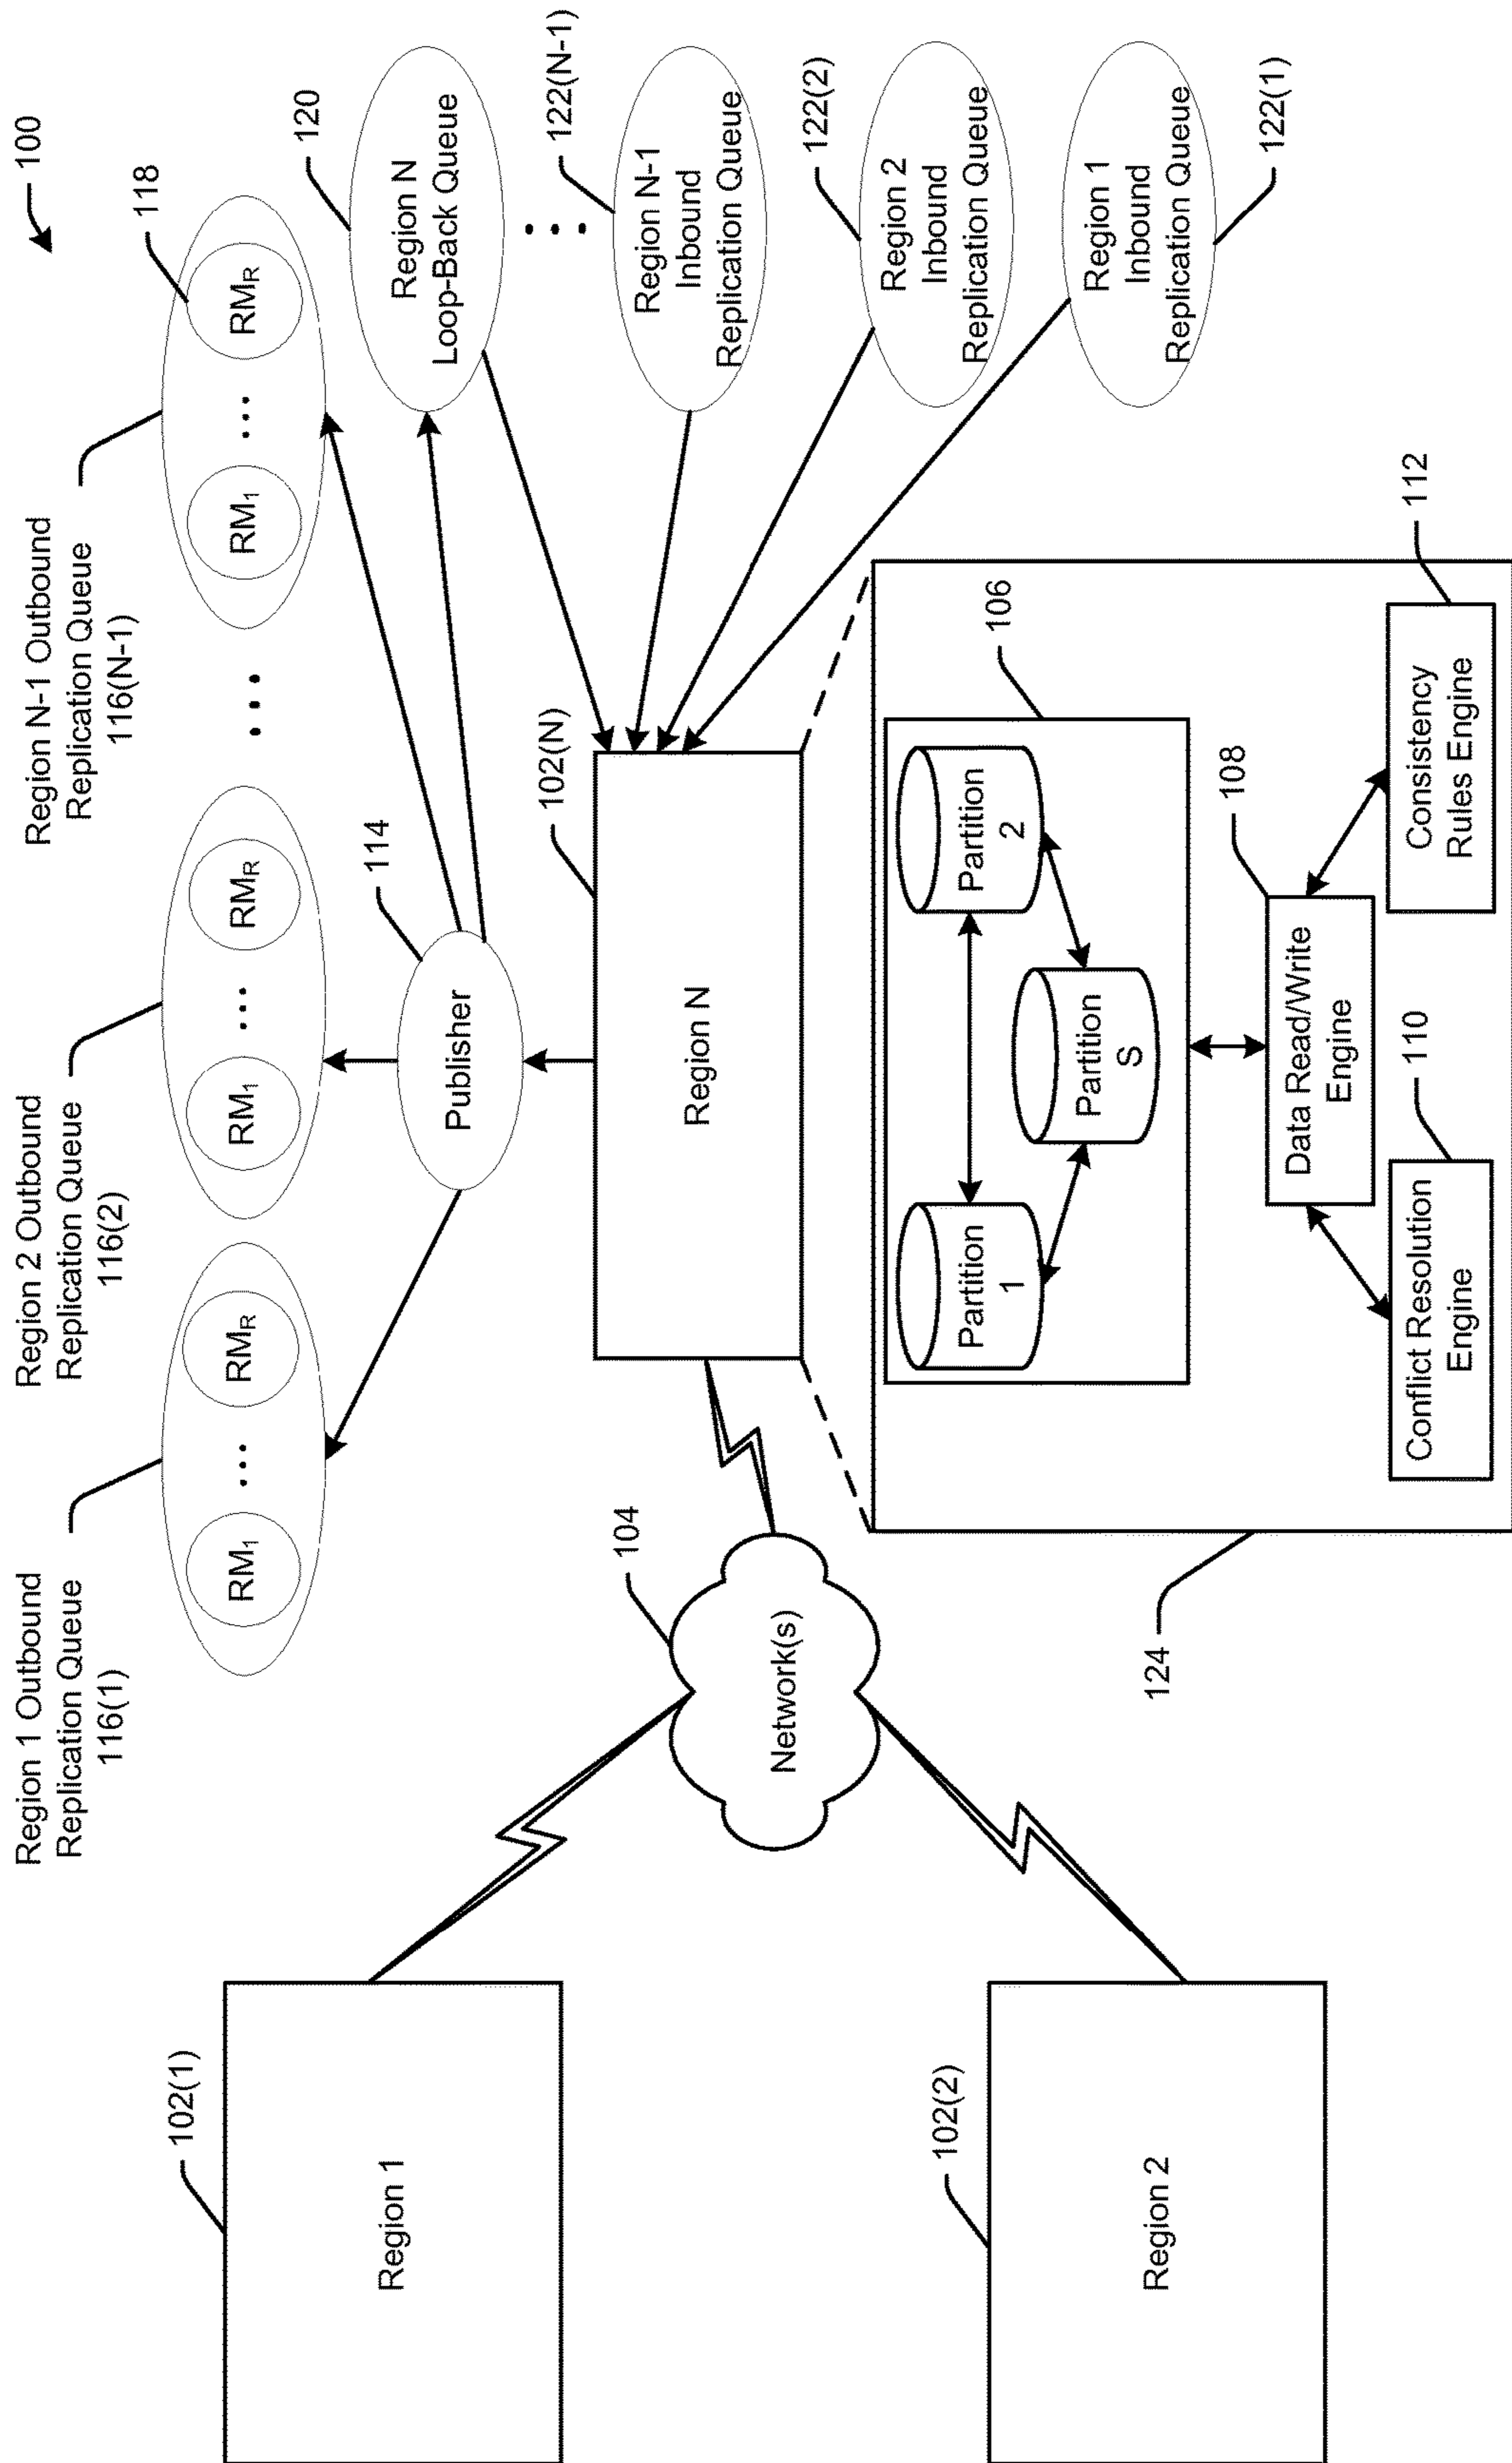 100
Region 1 Outbound
Replication Queue
116(1)
Region 2 Outbound
Replication Queue
116(2)
Region N-1 Outbound
Replication Queue
116(N-1)
RM1
...
RMR
RM1
...
RMR
...
RM1
...
RMR
118
102(1)
Region 1
104
Network(s)
114
Publisher
102(N)
Region N
120
Region N
Loop-Back Queue
...
122(N-1)
Region N-1
Inbound
Replication Queue
122(2)
Region 2
Inbound
Replication Queue
122(1)
Region 1
Inbound
Replication Queue
102(2)
Region 2
124
106
Partition
1
Partition
2
Partition
S
108
Data Read/Write
Engine
110
Conflict Resolution
Engine
112
Consistency
Rules Engine